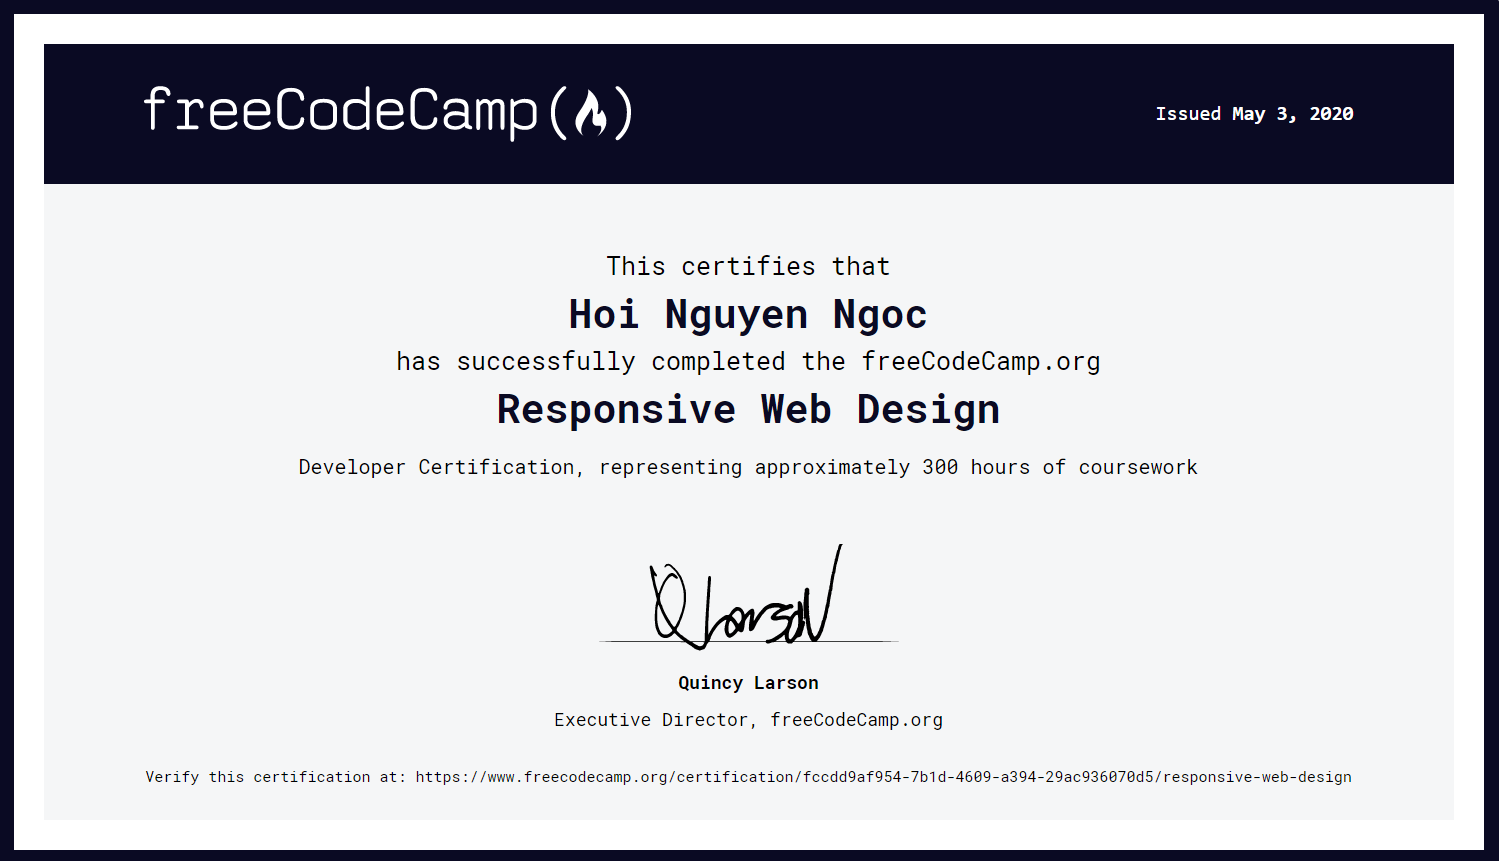 freeCodeCamp(🔥)
Issued May 3, 2020
This certifies that
Hoi Nguyen Ngoc
has successfully completed the freeCodeCamp.org
Responsive Web Design
Developer Certification, representing approximately 300 hours of coursework
Q Larson
Quincy Larson
Executive Director, freeCodeCamp.org
Verify this certification at: https://www.freecodecamp.org/certification/fccdd9af954-7b1d-4609-a394-29ac936070d5/responsive-web-design